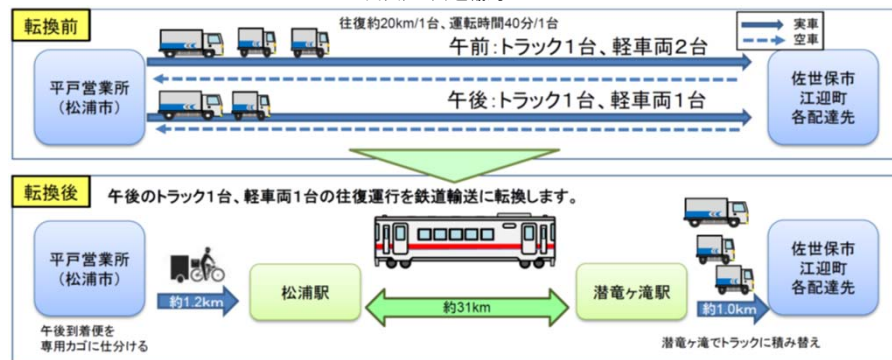 転換前
往復約20km/1台、運転時間40分/1台
実車
空車
午前:トラック1台、軽車両2台
平戸営業所
(松浦市)
午後:トラック1台、軽車両1台
佐世保市
江迎町
各配達先
転換後
午後のトラック1台、軽車両1台の往復運行を鉄道輸送に転換します。
平戸営業所
(松浦市)
約1.2km
松浦駅
約31km
潜竜ヶ滝駅
約1.0km
佐世保市
江迎町
各配達先
午後到着便を
専用カゴに仕分ける
潜竜ヶ滝でトラックに積み替え